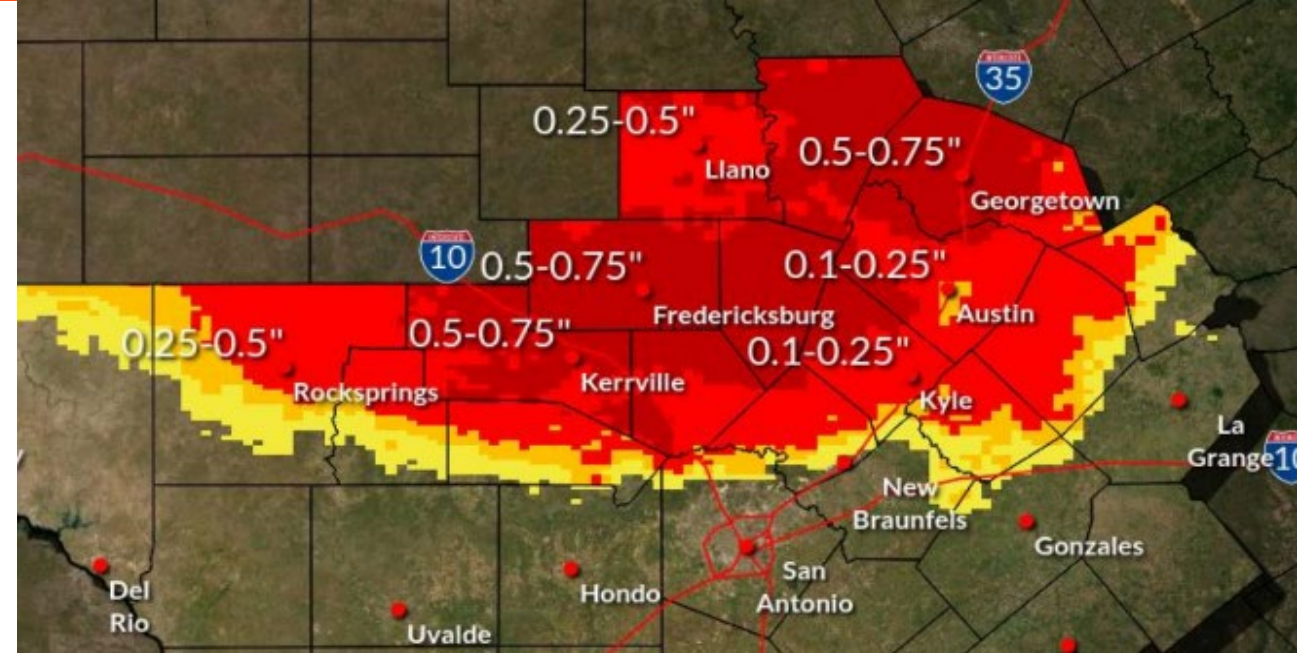 35
0.25-0.5"
0.5-0.75"
Llano
Georgetown
10
0.5-0.75"
0.1-0.25"
Fredericksburg
Austin
0.25-0.5"
0.5-0.75"
0.1-0.25"
Rocksprings
Kerrville
Kyle
La
Grange
10
New
Braunfels
Gonzales
San
Antonio
Hondo
Del
Rio
Uvalde